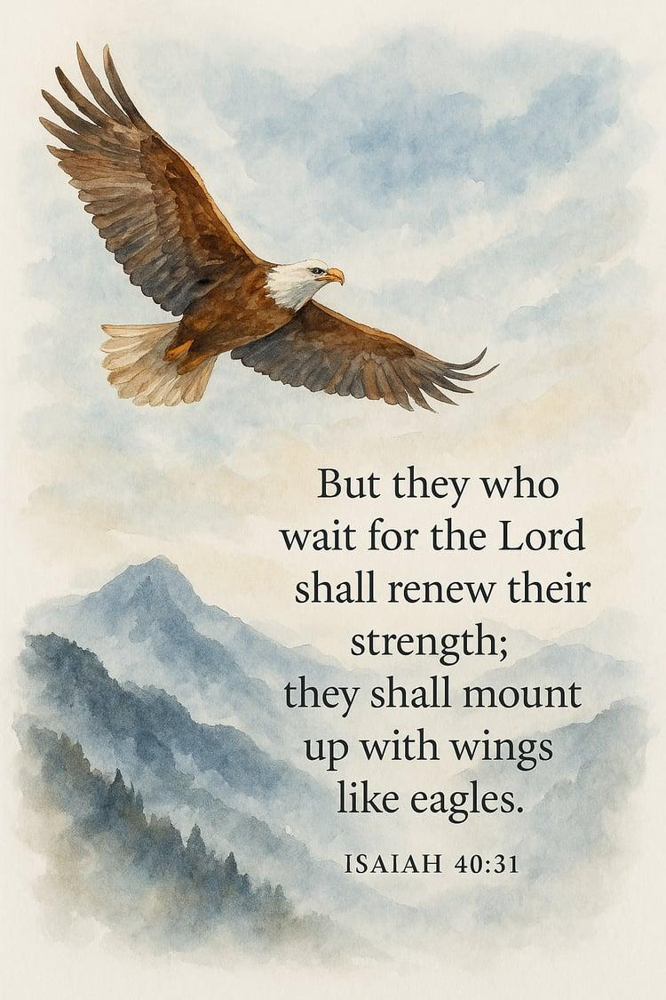 But they who
wait for the Lord
shall renew their
strength;
they shall mount
up with wings
like eagles.
ISAIAH 40:31